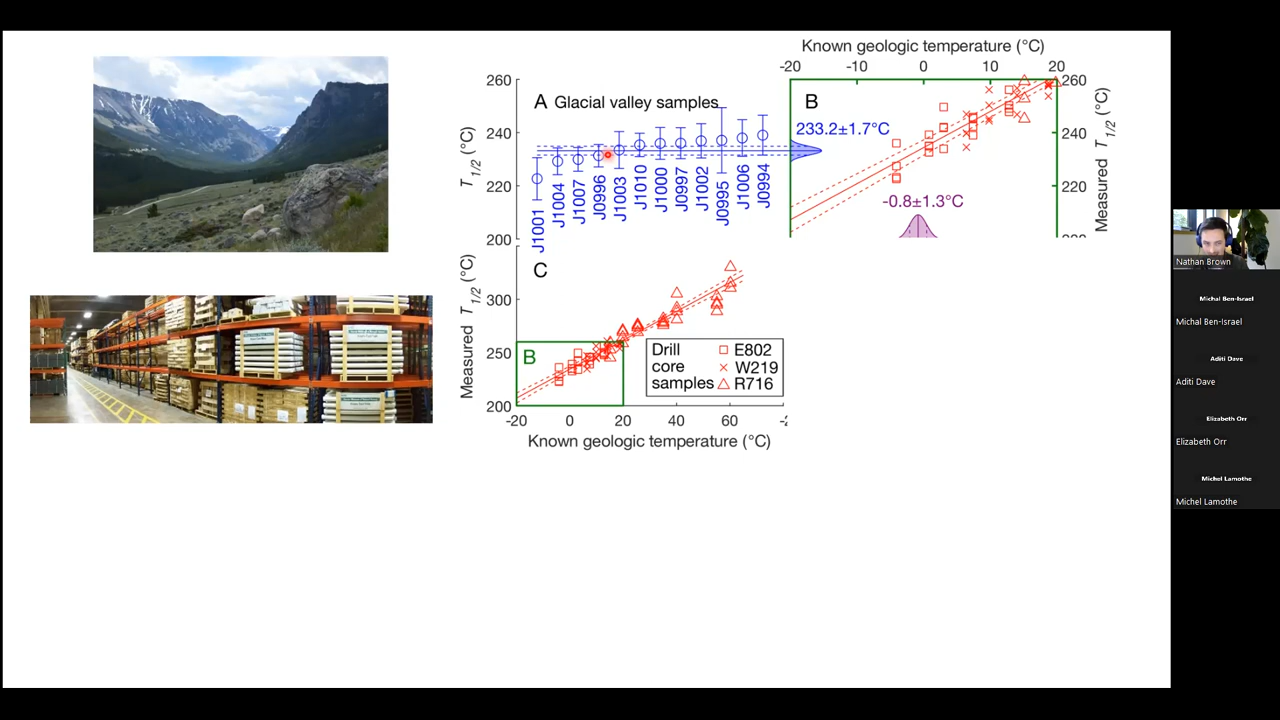 Known geologic temperature (°C)
-20 -10 0 10 20
260
240
220
200
T1/2 (°C)
A Glacial valley samples
J1001
J1004
J1007
J0996
J1003
J1010
J1000
J0997
J1002
J0995
J1006
J0994
B
233.2±1.7°C
-0.8±1.3°C
260
240
220
Measured T1/2 (°C)
C
300
250
200
Measured T1/2 (°C)
B
Drill
core
samples
E802
W219
R716
-20 0 20 40 60
Known geologic temperature (°C)
Nathan Brown
Michal Ben-Israel
Michal Ben-Israel
Aditi Dave
Aditi Dave
Elizabeth Orr
Elizabeth Orr
Michel Lamothe
Michel Lamothe